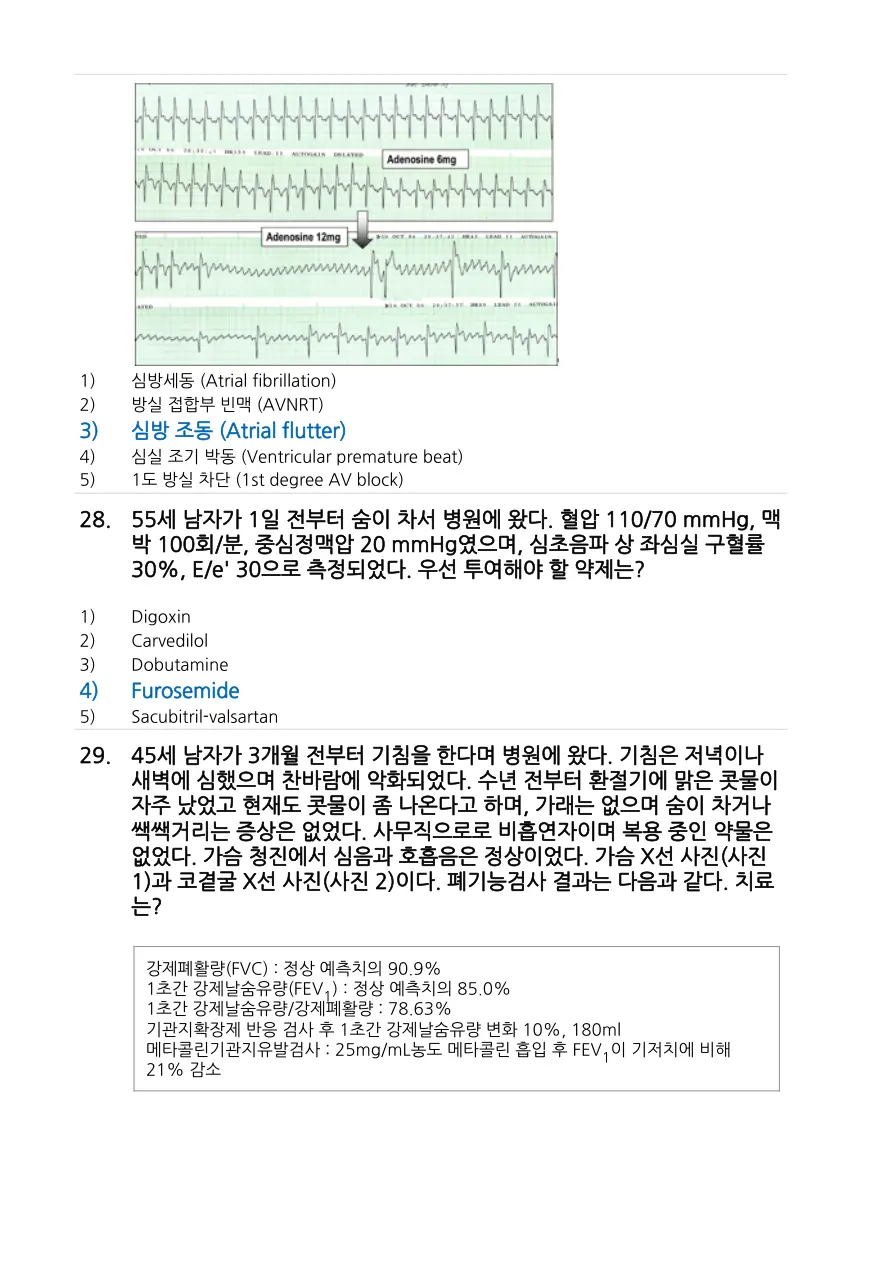 Adenosine 6mg
Adenosine 12mg
1) 심방세동 (Atrial fibrillation)
2) 방실 접합부 빈맥 (AVNRT)
3) 심방 조동 (Atrial flutter)
4) 심실 조기 박동 (Ventricular premature beat)
5) 1도 방실 차단 (1st degree AV block)
28. 55세 남자가 1일 전부터 숨이 차서 병원에 왔다. 혈압 110/70 mmHg, 맥
박 100회/분, 중심정맥압 20 mmHg였으며, 심초음파 상 좌심실 구혈률
30%, E/e' 30으로 측정되었다. 우선 투여해야 할 약제는?
1) Digoxin
2) Carvedilol
3) Dobutamine
4) Furosemide
5) Sacubitril-valsartan
29. 45세 남자가 3개월 전부터 기침을 한다며 병원에 왔다. 기침은 저녁이나
새벽에 심했으며 찬바람에 악화되었다. 수년 전부터 환절기에 맑은 콧물이
자주 났었고 현재도 콧물이 좀 나온다고 하며, 가래는 없으며 숨이 차거나
쌕쌕거리는 증상은 없었다. 사무직으로로 비흡연자이며 복용 중인 약물은
없었다. 가슴 청진에서 심음과 호흡음은 정상이었다. 가슴 X선 사진(사진
1)과 코곁굴 X선 사진(사진 2)이다. 폐기능검사 결과는 다음과 같다. 치료
는?
강제폐활량(FVC) : 정상 예측치의 90.9%
1초간 강제날숨유량(FEV1) : 정상 예측치의 85.0%
1초간 강제날숨유량/강제폐활량 : 78.63%
기관지확장제 반응 검사 후 1초간 강제날숨유량 변화 10%, 180ml
메타콜린기관지유발검사 : 25mg/mL농도 메타콜린 흡입 후 FEV1이 기저치에 비해
21% 감소